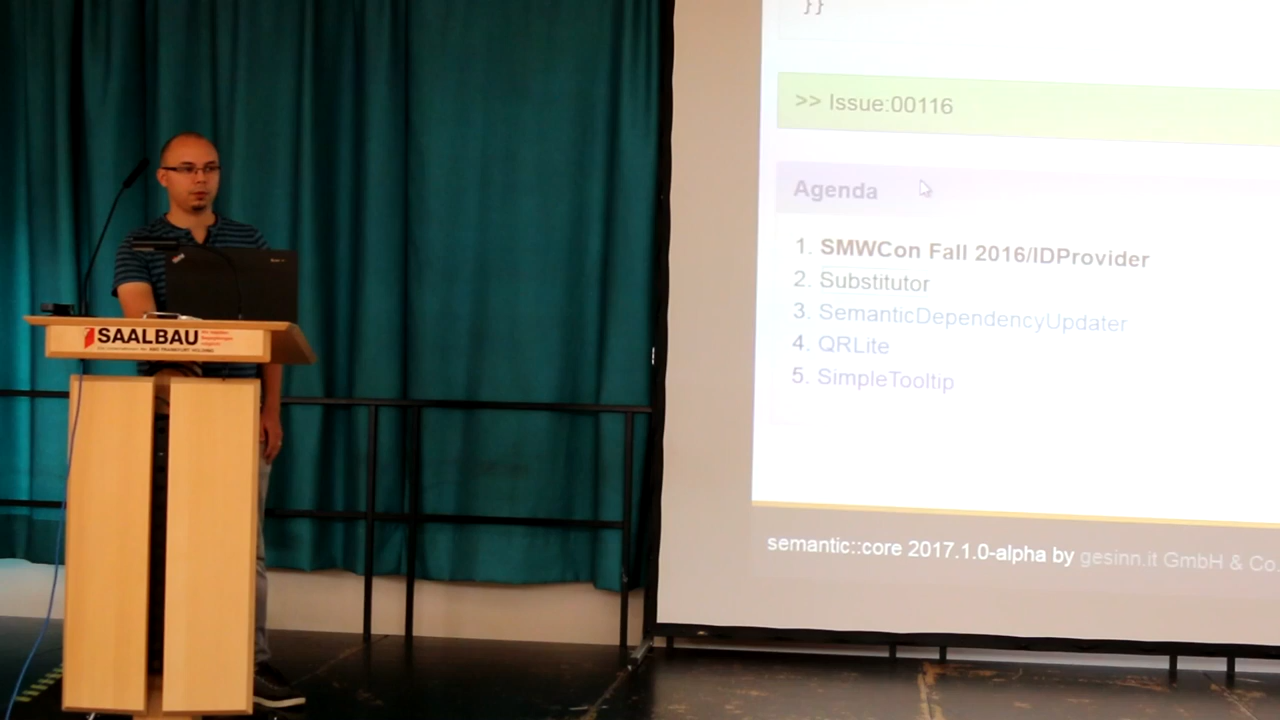 }}
>> Issue:00116
Agenda
1. SMWCon Fall 2016/IDProvider
2. Substitutor
3. SemanticDependencyUpdater
4. QRLite
5. SimpleTooltip
semantic::core 2017.1.0-alpha by gesinn.it GmbH & Co.
SAALBAU